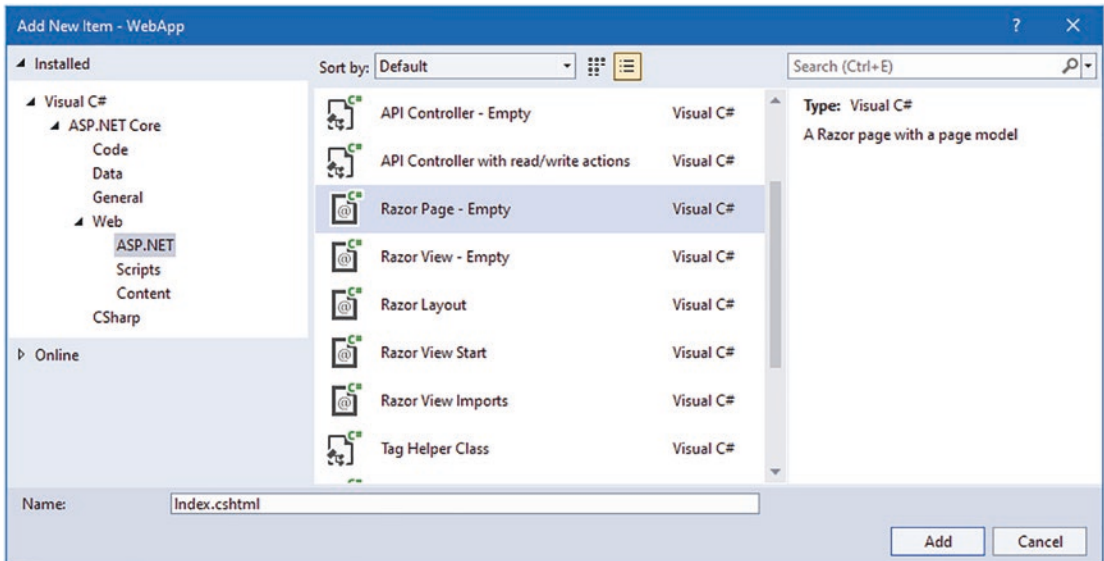 Add New Item - WebApp ? ×
Installed
Sort by: Default
Search (Ctrl+E)
Visual C#
ASP.NET Core
Code
Data
General
Web
ASP.NET
Scripts
Content
CSharp
Online
C# API Controller - Empty Visual C#
C# API Controller with read/write actions Visual C#
C# @ Razor Page - Empty Visual C#
C# @ Razor View - Empty Visual C#
C# @ Razor Layout Visual C#
C# @ Razor View Start Visual C#
C# @ Razor View Imports Visual C#
C# Tag Helper Class Visual C#
Type: Visual C#
A Razor page with a page model
Name: Index.cshtml
Add Cancel